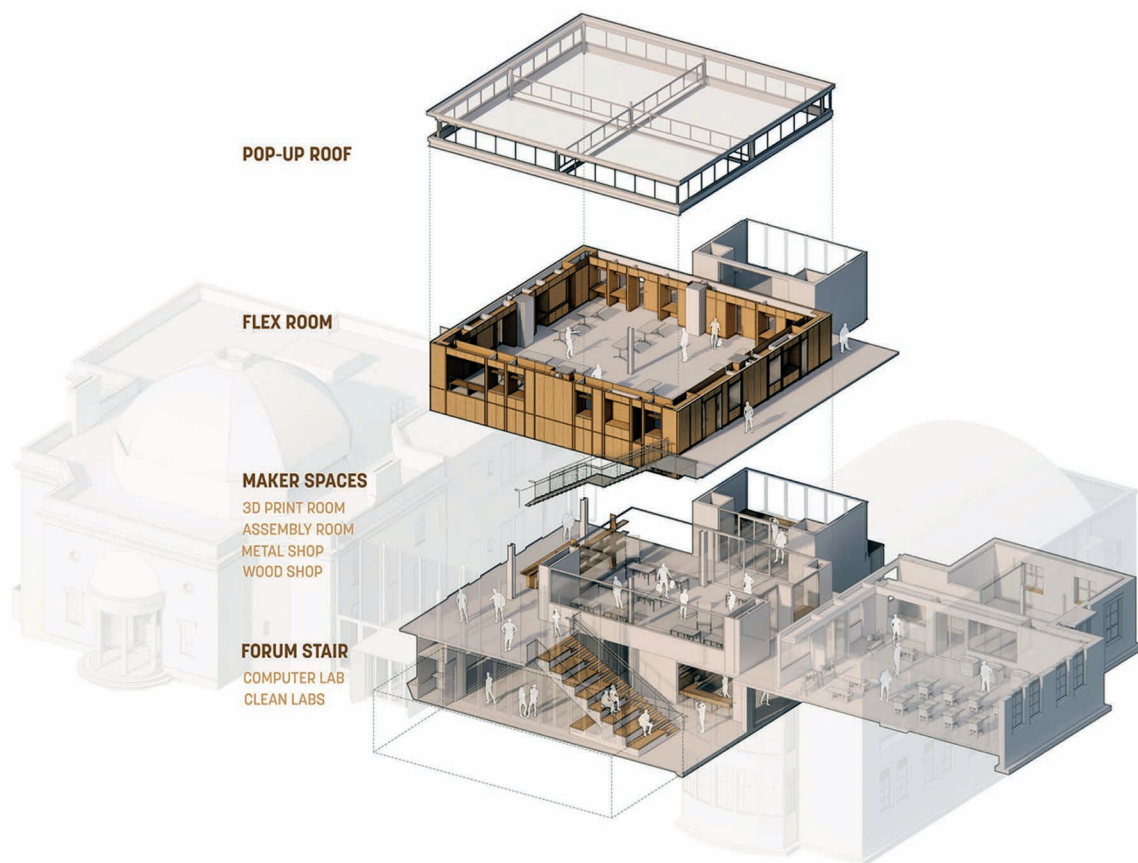 POP-UP ROOF
FLEX ROOM
MAKER SPACES
3D PRINT ROOM
ASSEMBLY ROOM
METAL SHOP
WOOD SHOP
FORUM STAIR
COMPUTER LAB
CLEAN LABS